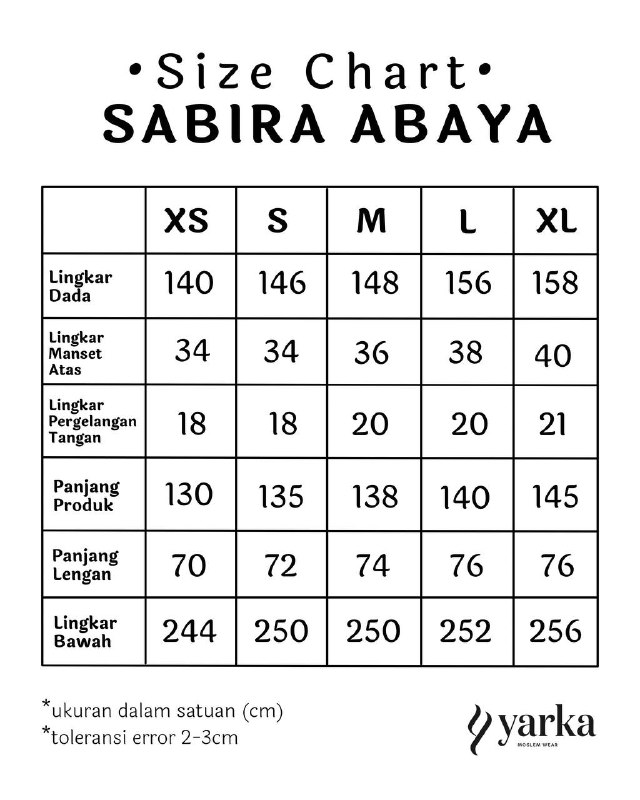 •Size Chart•
SABIRA ABAYA
XS S M L XL
Lingkar Dada 140 146 148 156 158
Lingkar Manset Atas 34 34 36 38 40
Lingkar Pergelangan Tangan 18 18 20 20 21
Panjang Produk 130 135 138 140 145
Panjang Lengan 70 72 74 76 76
Lingkar Bawah 244 250 250 252 256
*ukuran dalam satuan (cm)
*toleransi error 2-3cm
yarka
MOSLEM WEAR